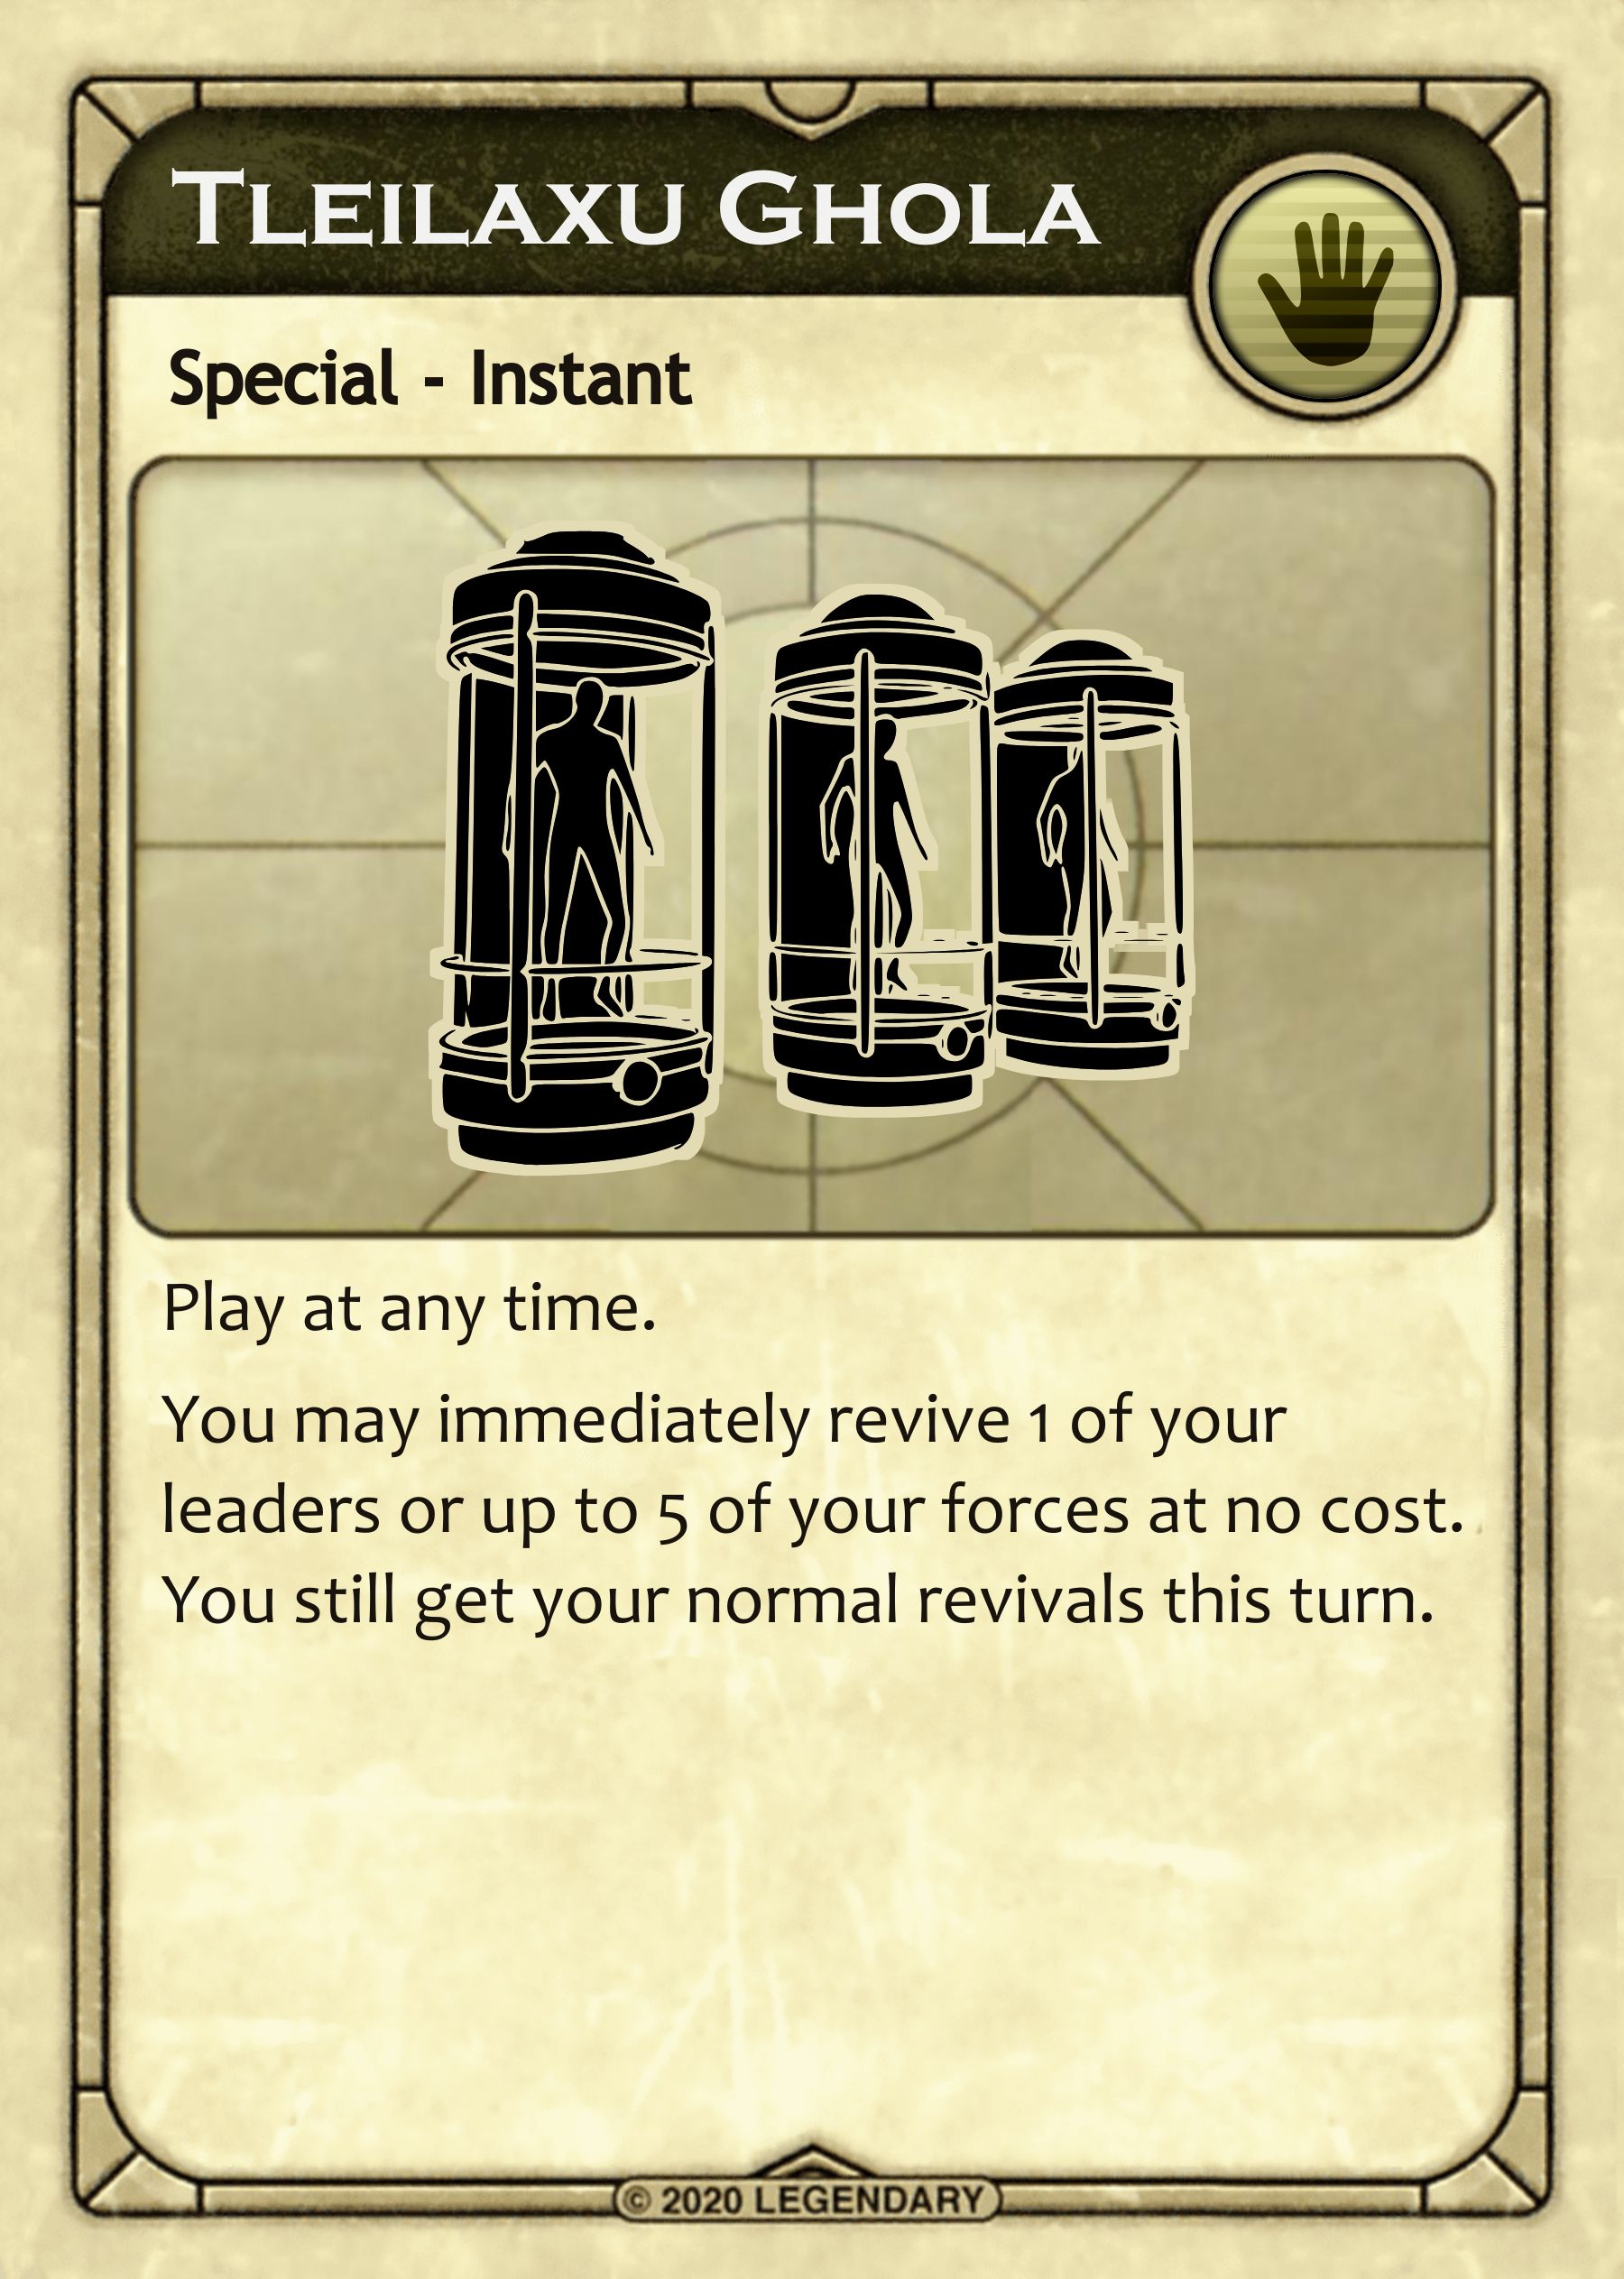 TLEILAXU GHOLA
Special - Instant
Play at any time.
You may immediately revive 1 of your
leaders or up to 5 of your forces at no cost.
You still get your normal revivals this turn.
© 2020 LEGENDARY